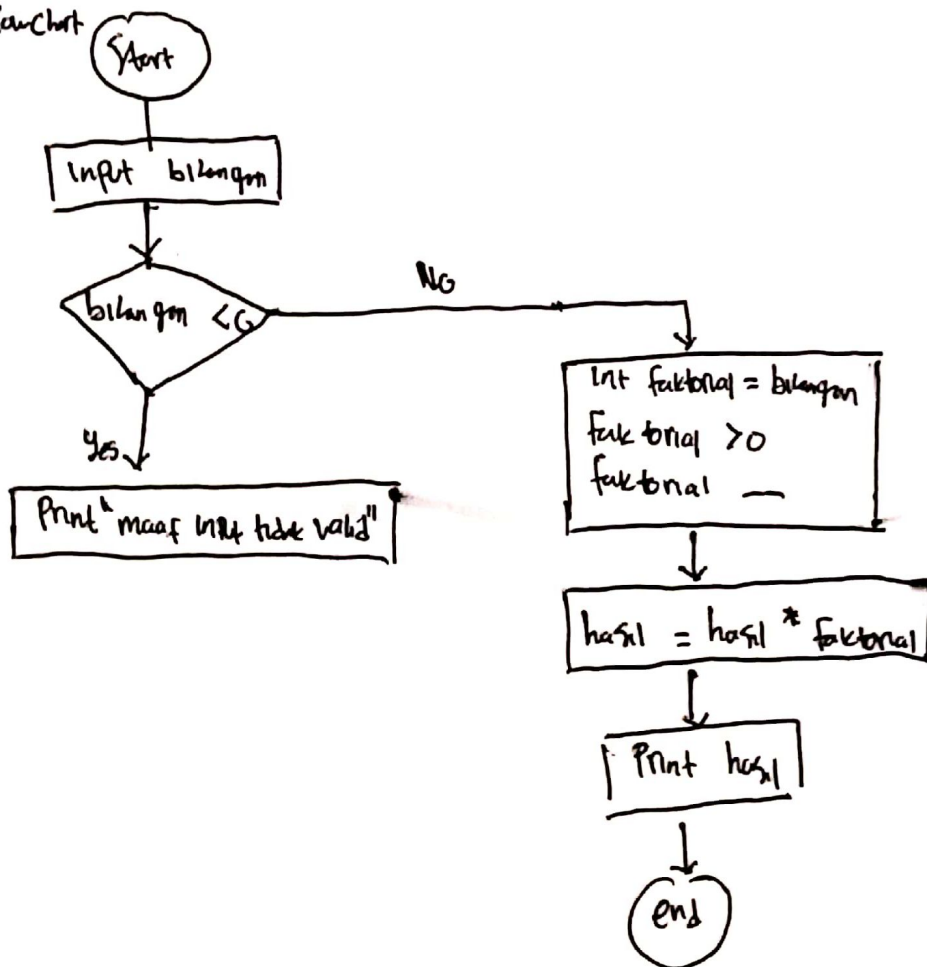 FlowChart
Start
Input bilangan
bilangan < 0
No
Yes
Print "maaf input tidak valid"
Int faktorial = bilangan
faktorial > 0
faktorial __
hasil = hasil * faktorial
Print hasil
end